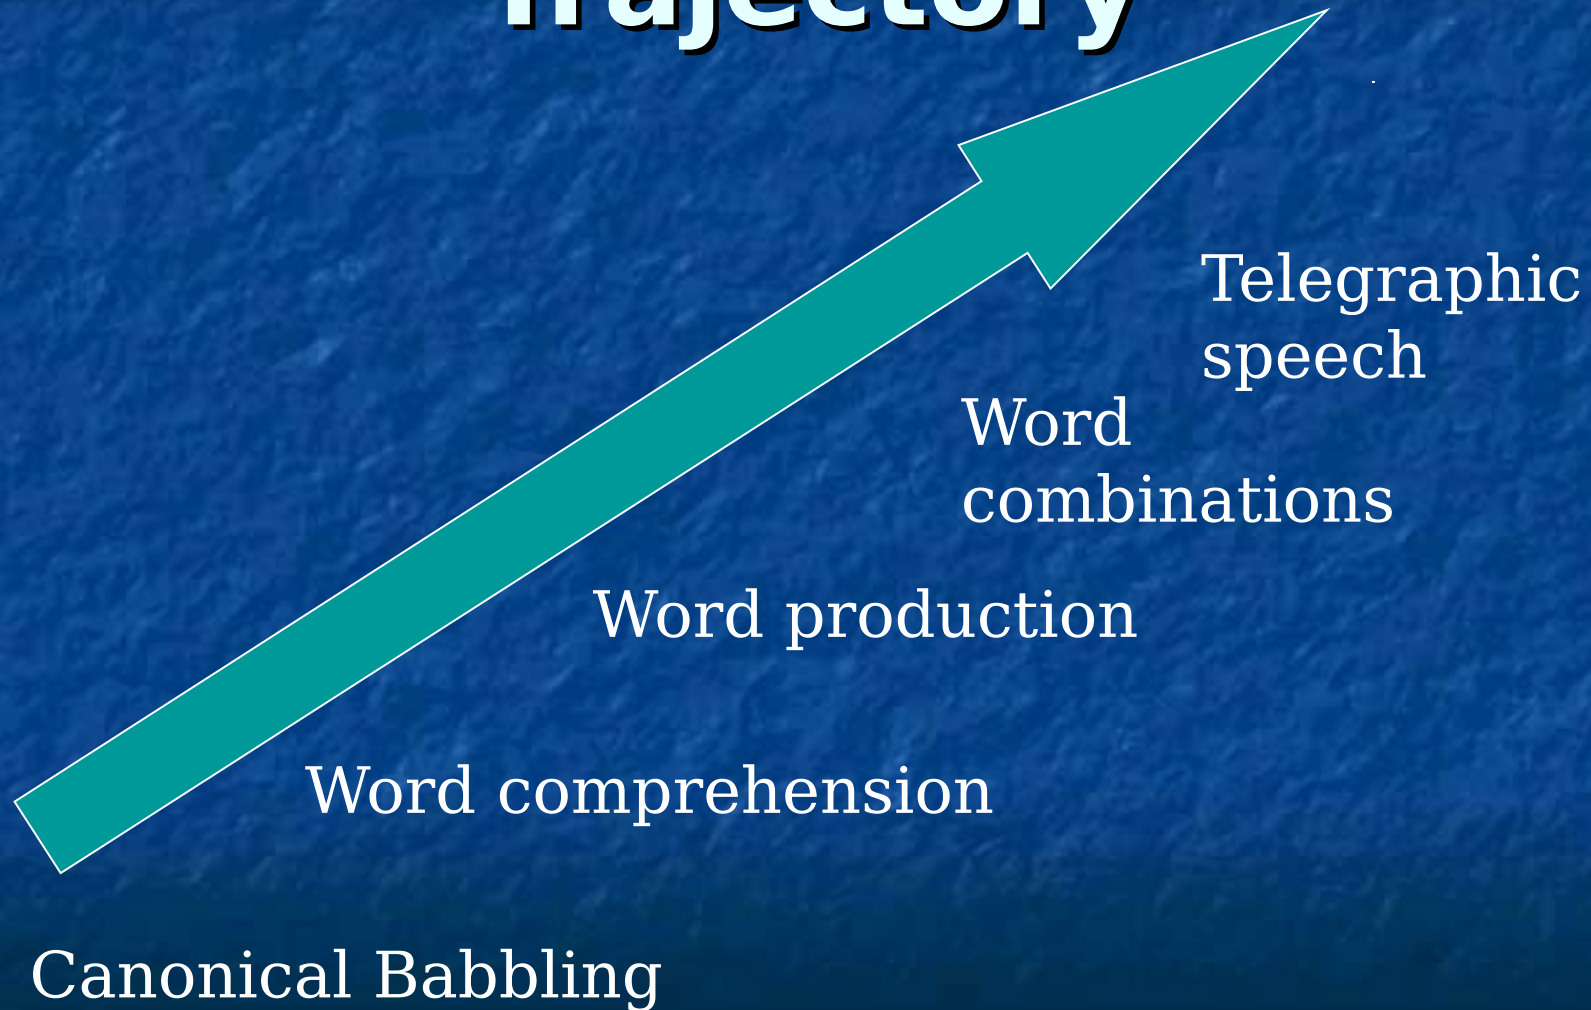 Trajectory
Telegraphic
speech
Word
combinations
Word production
Word comprehension
Canonical Babbling